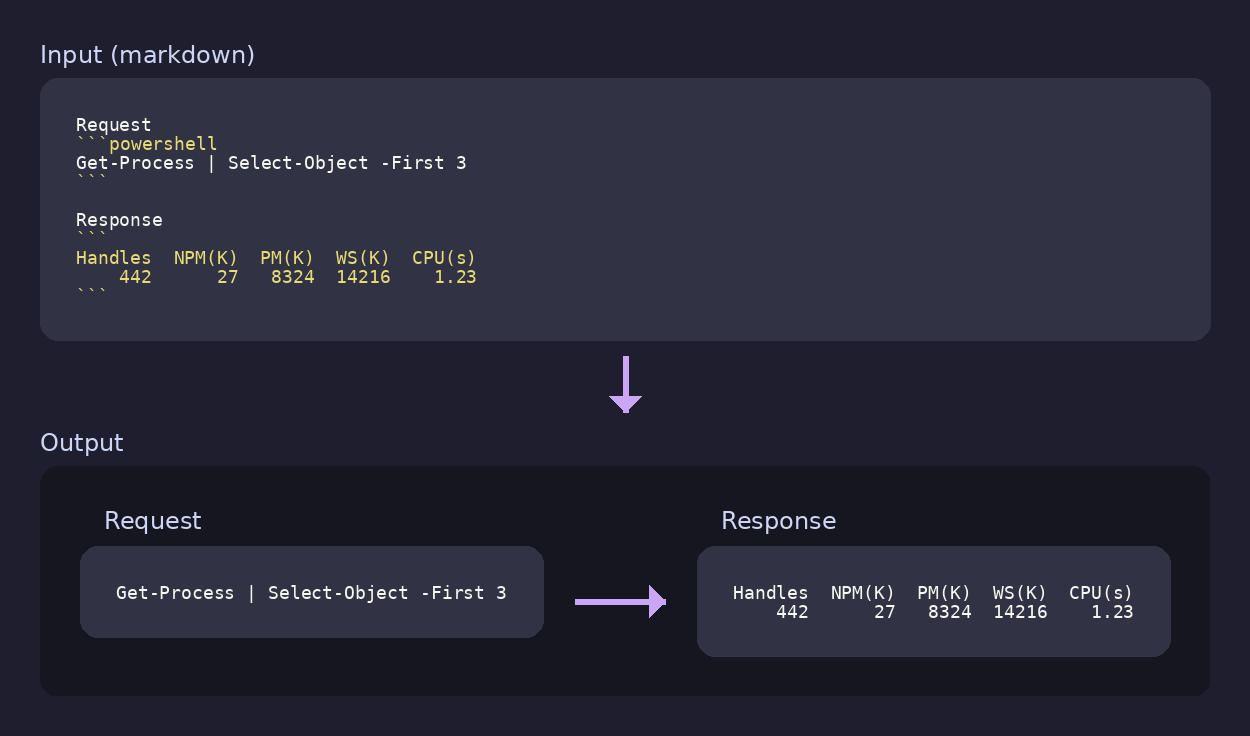 Input (markdown)
Request
```powershell
Get-Process | Select-Object -First 3
```
Response
```
Handles  NPM(K)  PM(K)  WS(K)  CPU(s)
    442      27   8324  14216    1.23
```
Output
Request
Get-Process | Select-Object -First 3
Response
Handles  NPM(K)  PM(K)  WS(K)  CPU(s)
    442      27   8324  14216    1.23